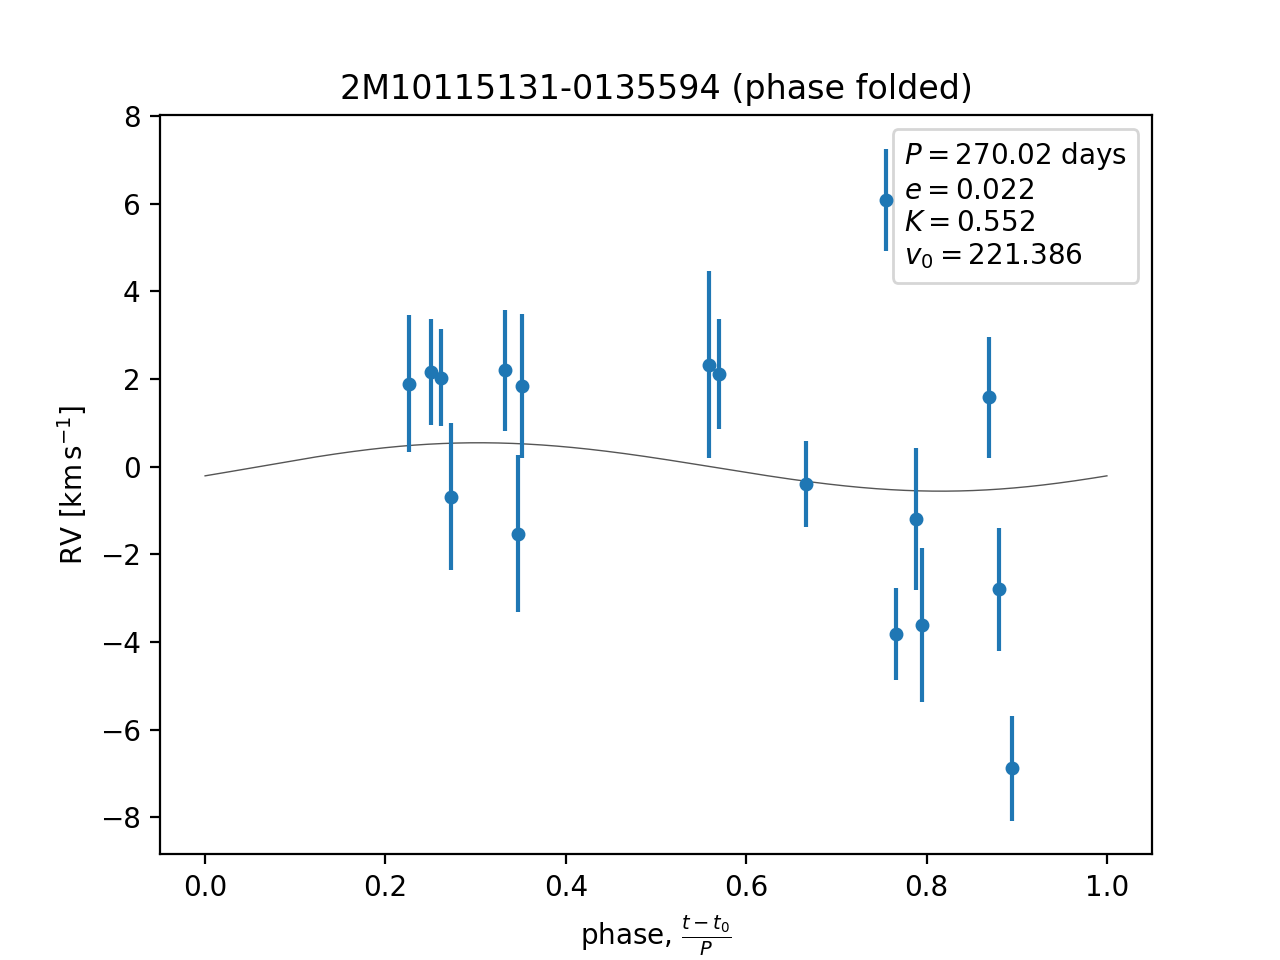 2M10115131-0135594 (phase folded)
P = 270.02 days
e = 0.022
K = 0.552
v₀ = 221.386
8
6
4
2
0
−2
−4
−6
−8
RV [km s⁻¹]
0.0 0.2 0.4 0.6 0.8 1.0
phase, (t − t₀)/P